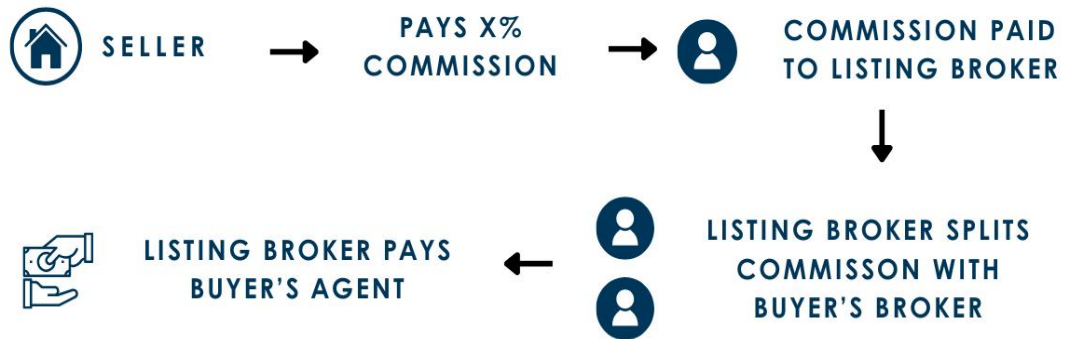 SELLER
PAYS X%
COMMISSION
COMMISSION PAID
TO LISTING BROKER
LISTING BROKER SPLITS
COMMISSON WITH
BUYER'S BROKER
LISTING BROKER PAYS
BUYER'S AGENT